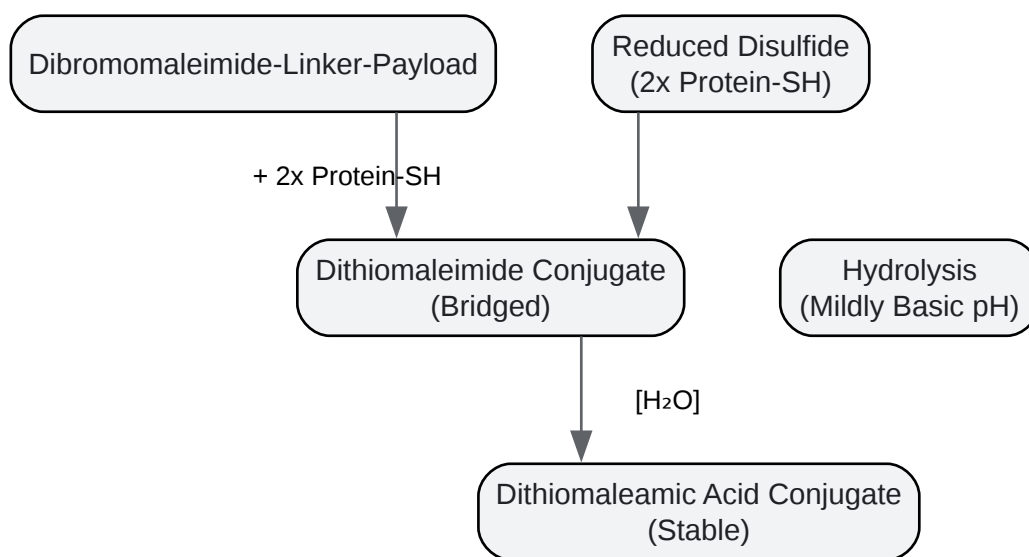 Dibromomaleimide-Linker-Payload
Reduced Disulfide
(2x Protein-SH)
+ 2x Protein-SH
Dithiomaleimide Conjugate
(Bridged)
Hydrolysis
(Mildly Basic pH)
[H₂O]
Dithiomaleamic Acid Conjugate
(Stable)